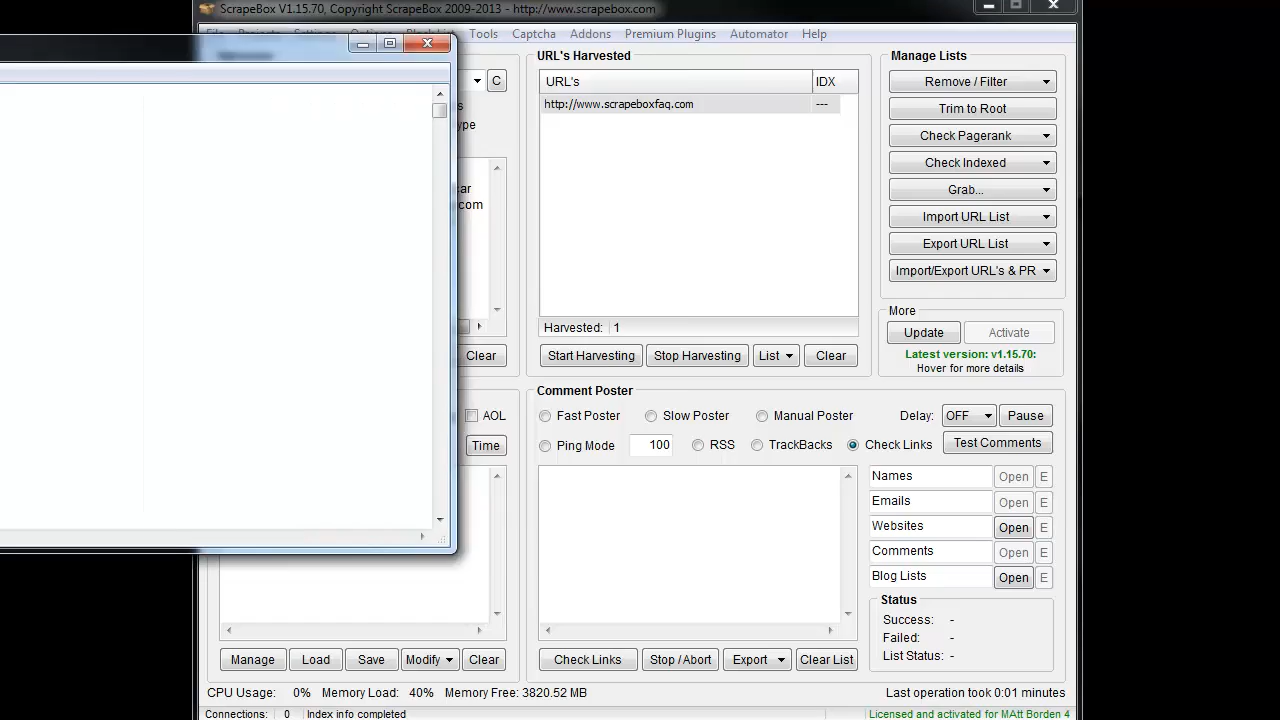 ScrapeBox V1.15.70, Copyright ScrapeBox 2009-2013 - http://www.scrapebox.com
Tools Captcha Addons Premium Plugins Automator Help
C
ype
ar
com
Clear
URL's Harvested
URL's IDX
http://www.scrapeboxfaq.com ---
Harvested: 1
Start Harvesting Stop Harvesting List Clear
Manage Lists
Remove / Filter
Trim to Root
Check Pagerank
Check Indexed
Grab...
Import URL List
Export URL List
Import/Export URL's & PR
More
Update Activate
Latest version: v1.15.70:
Hover for more details
AOL
Time
Manage Load Save Modify Clear
Comment Poster
Fast Poster Slow Poster Manual Poster Delay: OFF Pause
Ping Mode 100 RSS TrackBacks Check Links Test Comments
Names Open E
Emails Open E
Websites Open E
Comments Open E
Blog Lists Open E
Status
Success: -
Failed: -
List Status: -
Check Links Stop / Abort Export Clear List
CPU Usage: 0% Memory Load: 40% Memory Free: 3820.52 MB Last operation took 0:01 minutes
Connections: 0 Index info completed Licensed and activated for MAtt Borden 4